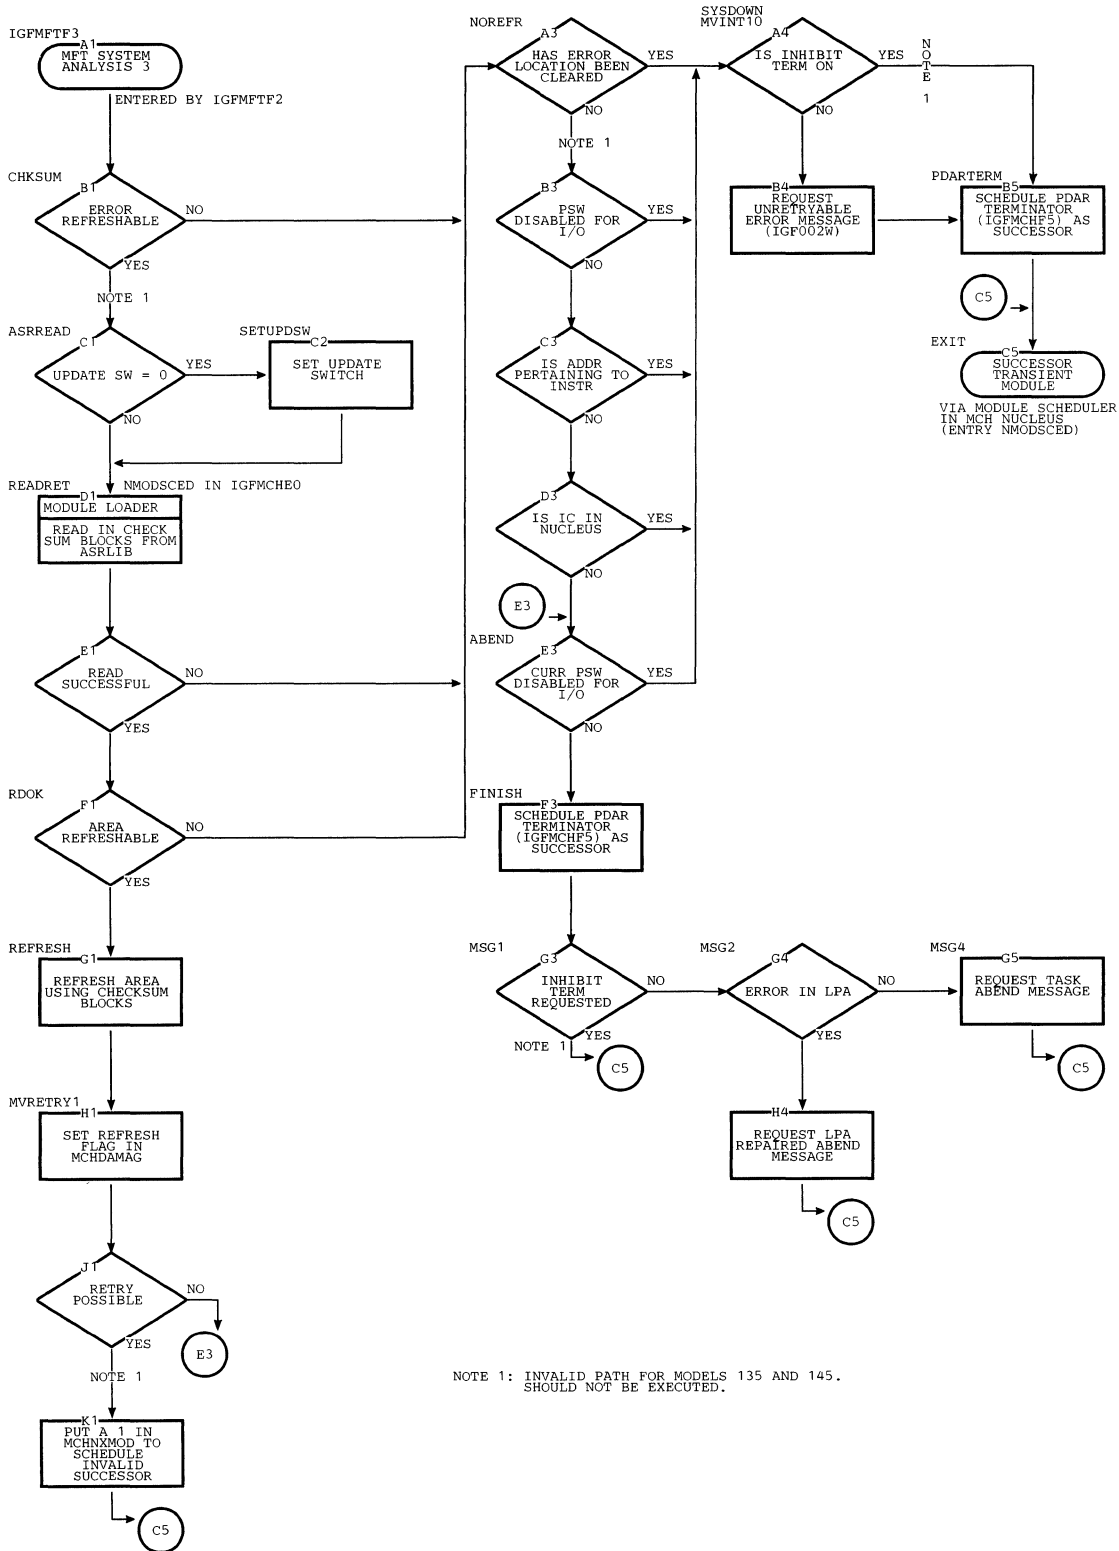 IGFMFTF3
A1
MFT SYSTEM
ANALYSIS 3
ENTERED BY IGFMFTF2
CHKSUM
B1
ERROR
REFRESHABLE
NO
YES
NOTE 1
ASRREAD
C1
UPDATE SW = 0
YES
NO
SETUPDSW
C2
SET UPDATE
SWITCH
READRET
NMODSCED IN IGFMCHE0
D1
MODULE LOADER
READ IN CHECK
SUM BLOCKS FROM
ASRLIB
E1
READ
SUCCESSFUL
NO
YES
RDOK
F1
AREA
REFRESHABLE
NO
YES
REFRESH
G1
REFRESH AREA
USING CHECKSUM
BLOCKS
MVRETRY1
H1
SET REFRESH
FLAG IN
MCHDAMAG
J1
RETRY
POSSIBLE
NO
E3
YES
NOTE 1
K1
PUT A 1 IN
MCHNXMOD TO
SCHEDULE
INVALID
SUCCESSOR
C5
NOREFR
A3
HAS ERROR
LOCATION BEEN
CLEARED
YES
NO
NOTE 1
B3
PSW
DISABLED FOR
I/O
YES
NO
C3
IS ADDR
PERTAINING TO
INSTR
YES
NO
D3
IS IC IN
NUCLEUS
YES
NO
E3
ABEND
E3
CURR PSW
DISABLED FOR
I/O
YES
NO
FINISH
F3
SCHEDULE PDAR
TERMINATOR
(IGFMCHF5) AS
SUCCESSOR
MSG1
G3
INHIBIT
TERM
REQUESTED
NO
YES
NOTE 1
C5
MSG2
G4
ERROR IN LPA
NO
YES
H4
REQUEST LPA
REPAIRED ABEND
MESSAGE
C5
MSG4
G5
REQUEST TASK
ABEND MESSAGE
C5
SYSDOWN
MVINT10
A4
IS INHIBIT
TERM ON
YES
NOTE 1
NO
B4
REQUEST
UNRETRYABLE
ERROR MESSAGE
(IGF002W)
PDARTERM
B5
SCHEDULE PDAR
TERMINATOR
(IGFMCHF5) AS
SUCCESSOR
C5
EXIT
C5
SUCCESSOR
TRANSIENT
MODULE
VIA MODULE SCHEDULER
IN MCH NUCLEUS
(ENTRY NMODSCED)
NOTE 1: INVALID PATH FOR MODELS 135 AND 145.
SHOULD NOT BE EXECUTED.